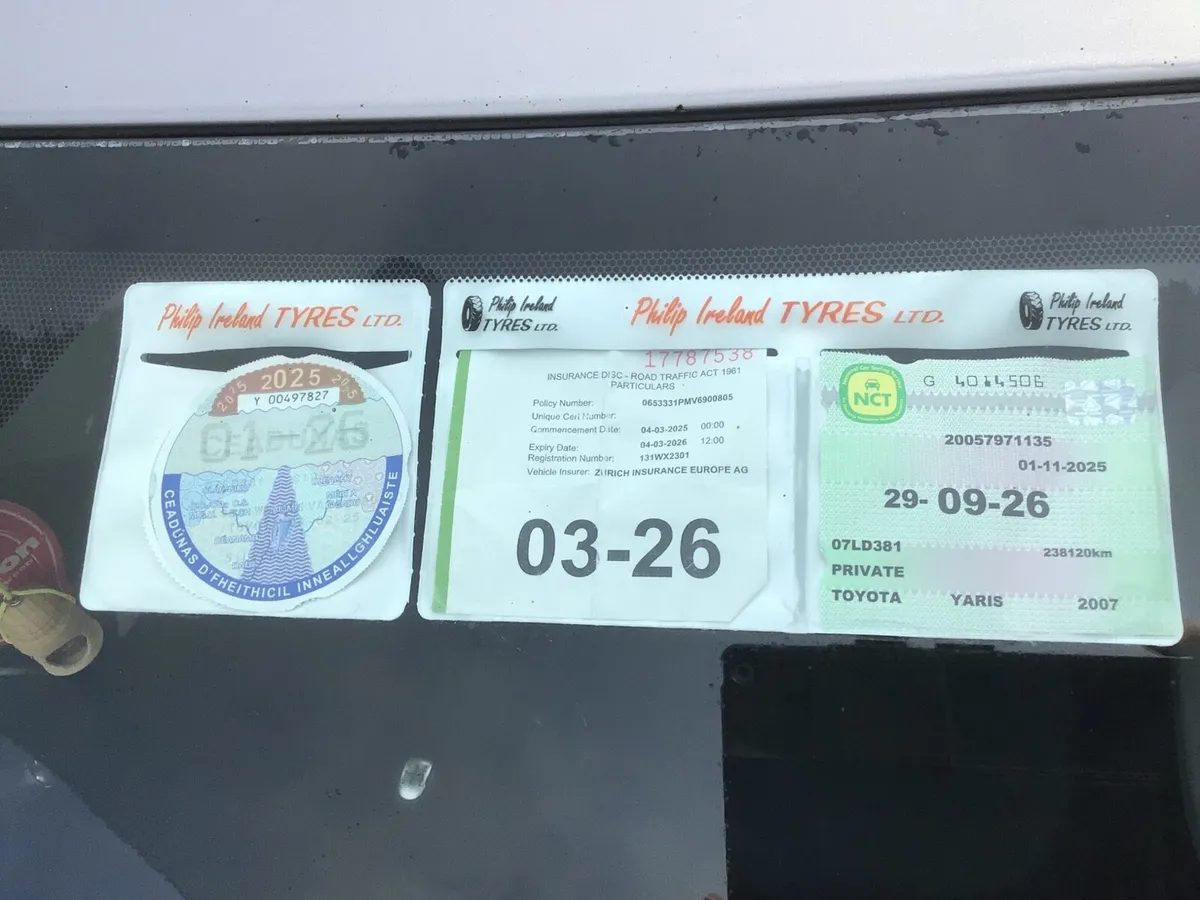 Philip Ireland TYRES LTD.
2025 2025 2025
Y 00497827
CEADÚNAS D'FHEITHICIL INNEALLGHLUAISTE
Philip Ireland
TYRES LTD.
Philip Ireland TYRES LTD.
Philip Ireland
TYRES LTD.
17787538
INSURANCE DISC - ROAD TRAFFIC ACT 1961
PARTICULARS
Policy Number: 0653331PMV6900805
Unique Cert Number:
Commencement Date: 04-03-2025 00:00
Expiry Date: 04-03-2026 12:00
Registration Number: 131WX2301
Vehicle Insurer: ZURICH INSURANCE EUROPE AG
03-26
NCT
G 4014506
20057971135
01-11-2025
29-09-26
07LD381 238120km
PRIVATE
TOYOTA YARIS 2007